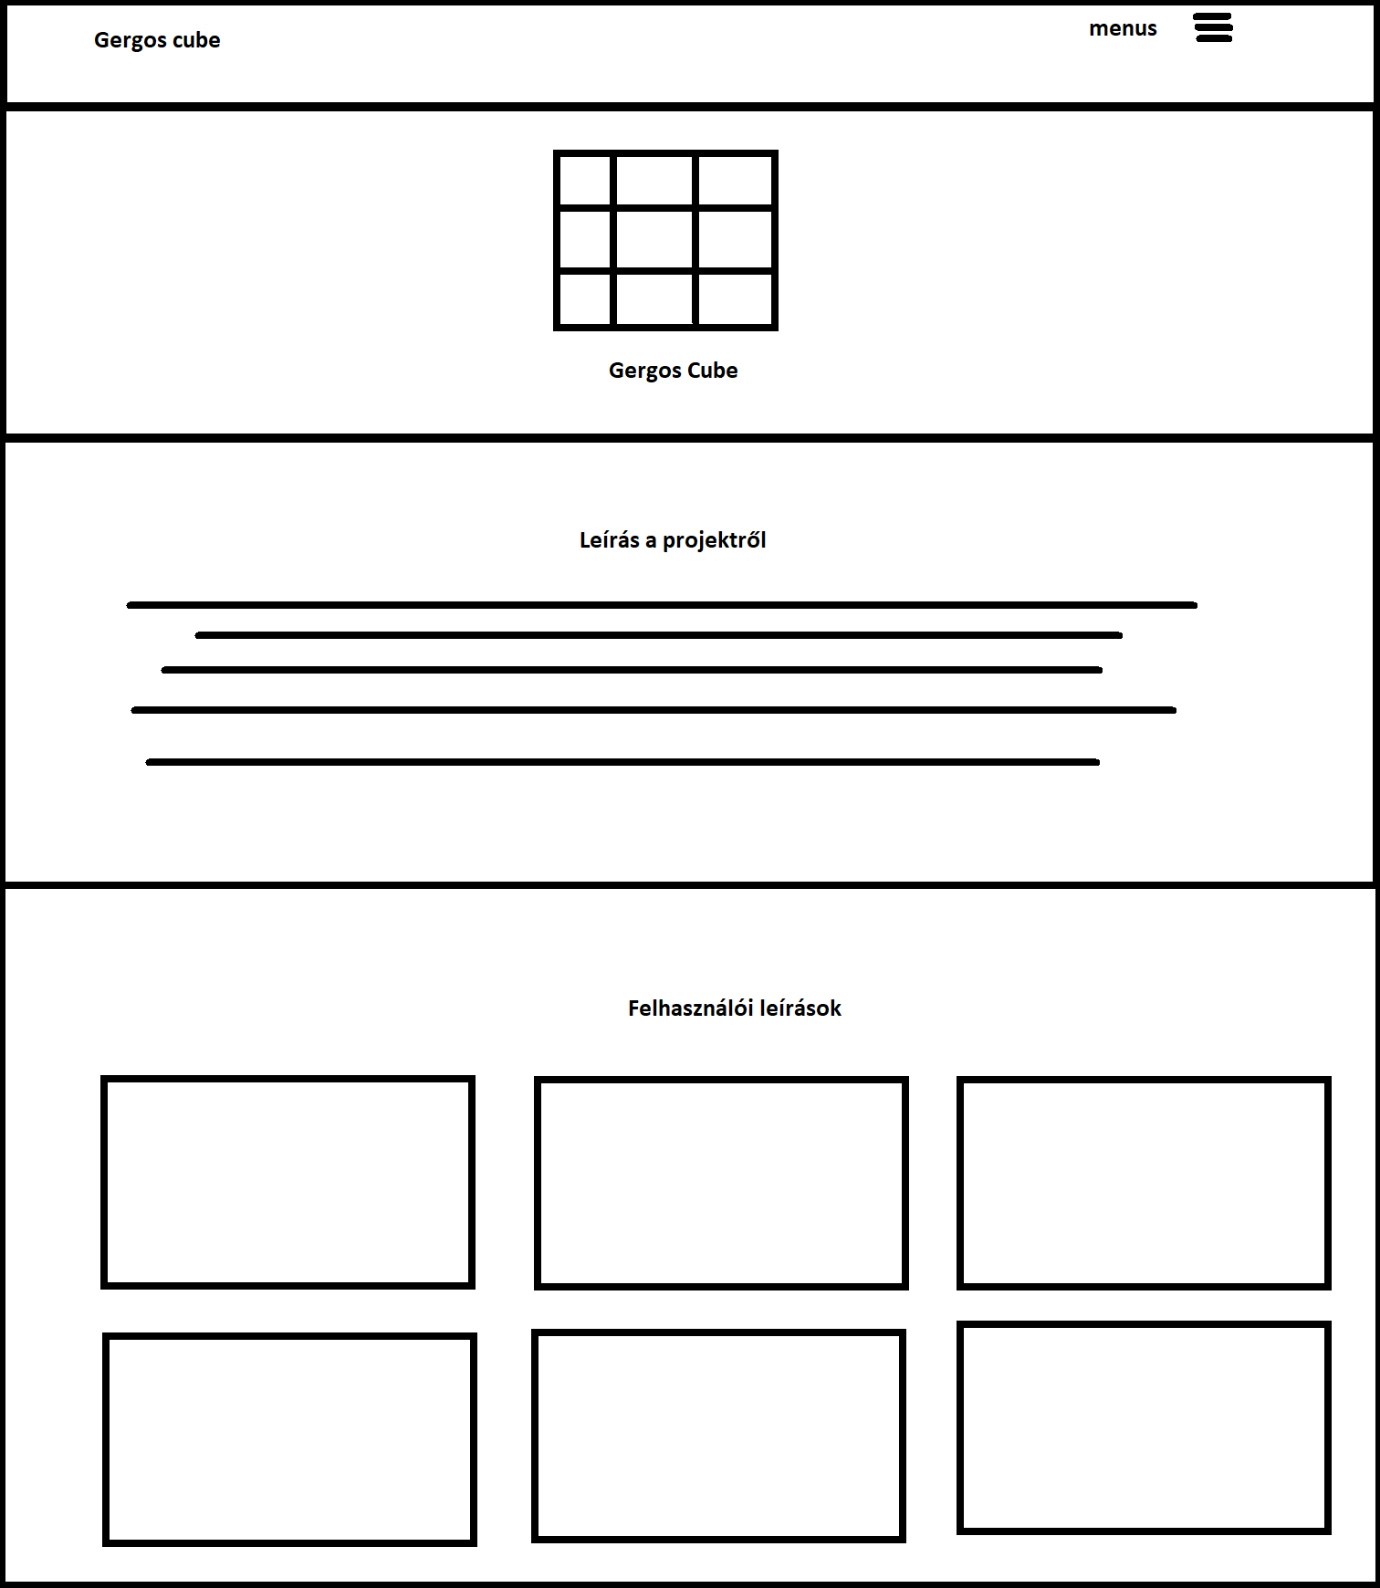 Gergos cube
menus
Gergos Cube
Leírás a projektről
Felhasználói leírások